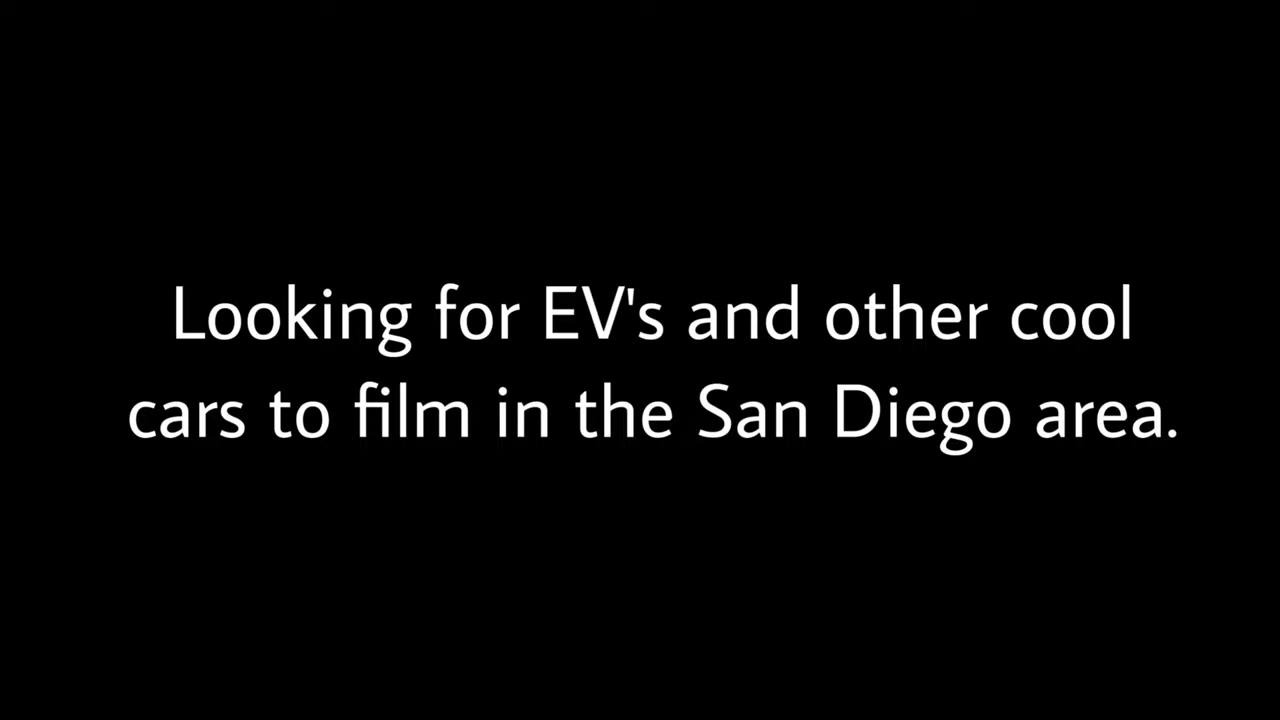 Looking for EV's and other cool
cars to film in the San Diego area.